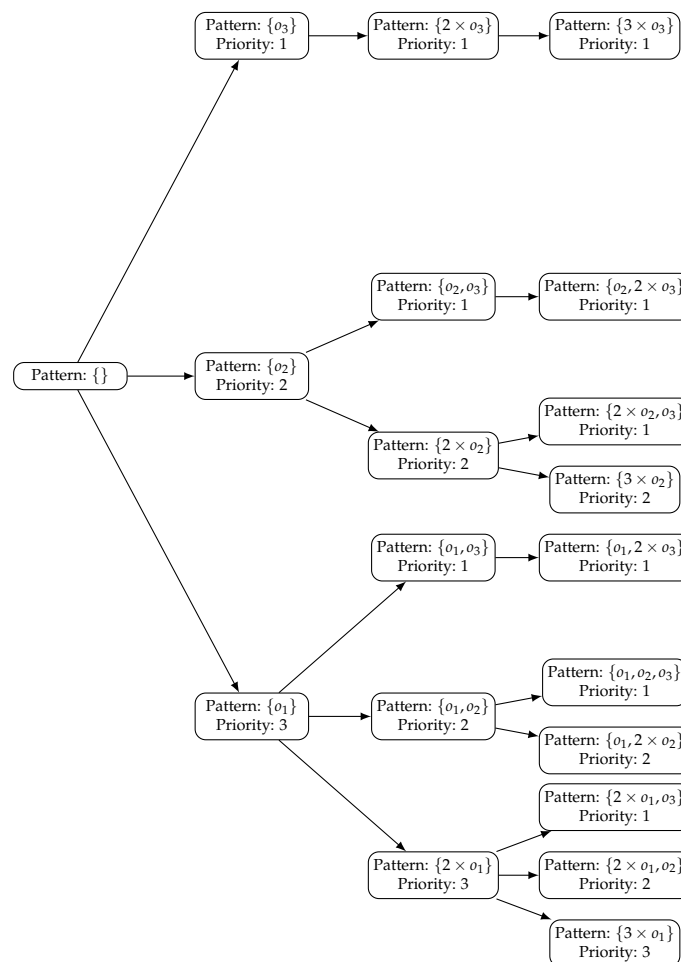 Pattern: {o₃}
Priority: 1
Pattern: {2 × o₃}
Priority: 1
Pattern: {3 × o₃}
Priority: 1
Pattern: {o₂, o₃}
Priority: 1
Pattern: {o₂, 2 × o₃}
Priority: 1
Pattern: {}
Pattern: {o₂}
Priority: 2
Pattern: {2 × o₂}
Priority: 2
Pattern: {2 × o₂, o₃}
Priority: 1
Pattern: {3 × o₂}
Priority: 2
Pattern: {o₁, o₃}
Priority: 1
Pattern: {o₁, 2 × o₃}
Priority: 1
Pattern: {o₁}
Priority: 3
Pattern: {o₁, o₂}
Priority: 2
Pattern: {o₁, o₂, o₃}
Priority: 1
Pattern: {o₁, 2 × o₂}
Priority: 2
Pattern: {2 × o₁}
Priority: 3
Pattern: {2 × o₁, o₃}
Priority: 1
Pattern: {2 × o₁, o₂}
Priority: 2
Pattern: {3 × o₁}
Priority: 3